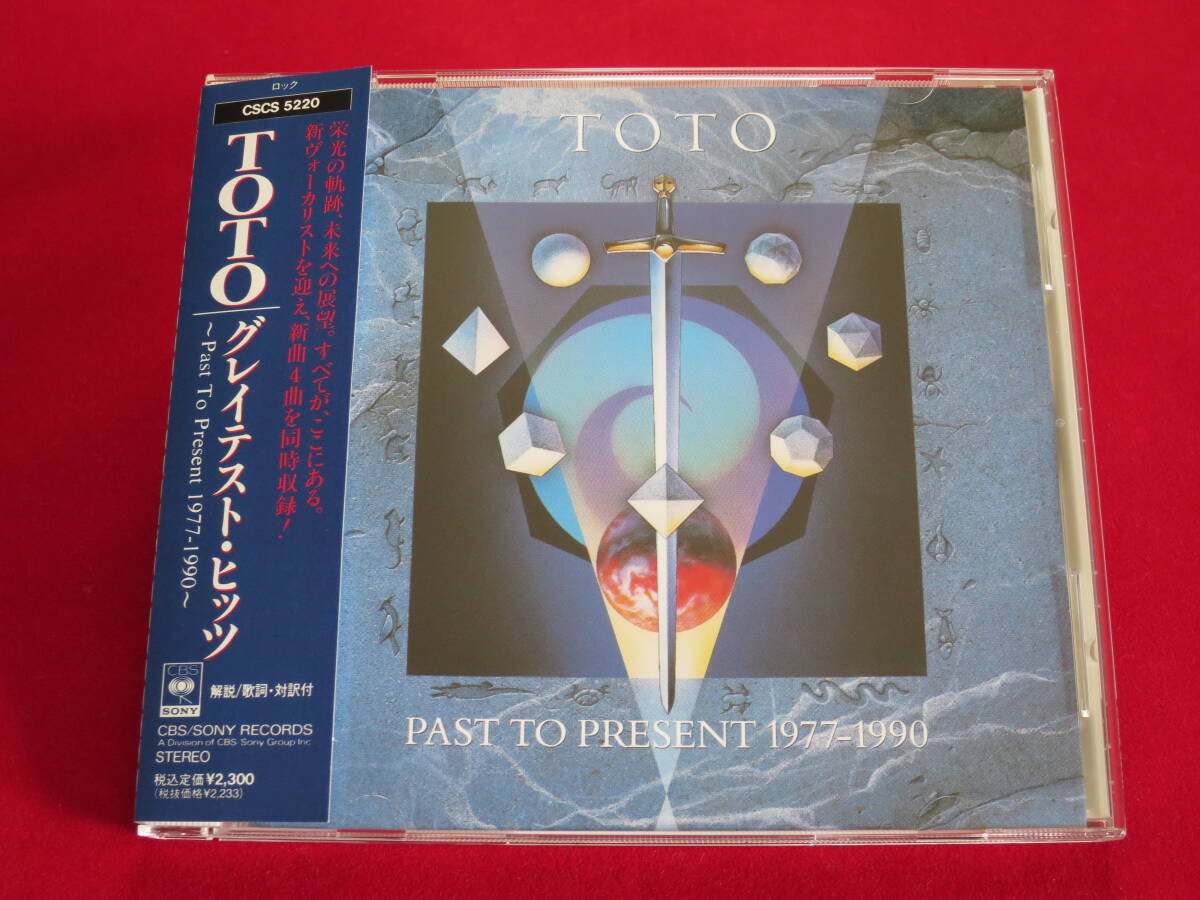 ロック
CSCS 5220
栄光の軌跡、未来への展望。すべてが、ここにある。
新ヴォーカリストを迎え、新曲4曲を同時収録!
TOTO
グレイテスト・ヒッツ
~Past To Present 1977-1990~
CBS
SONY
解説/歌詞・対訳付
CBS/SONY RECORDS
A Division of CBS Sony Group Inc
STEREO
税込定価¥2,300
(税抜価格¥2,233)
TOTO
PAST TO PRESENT 1977-1990